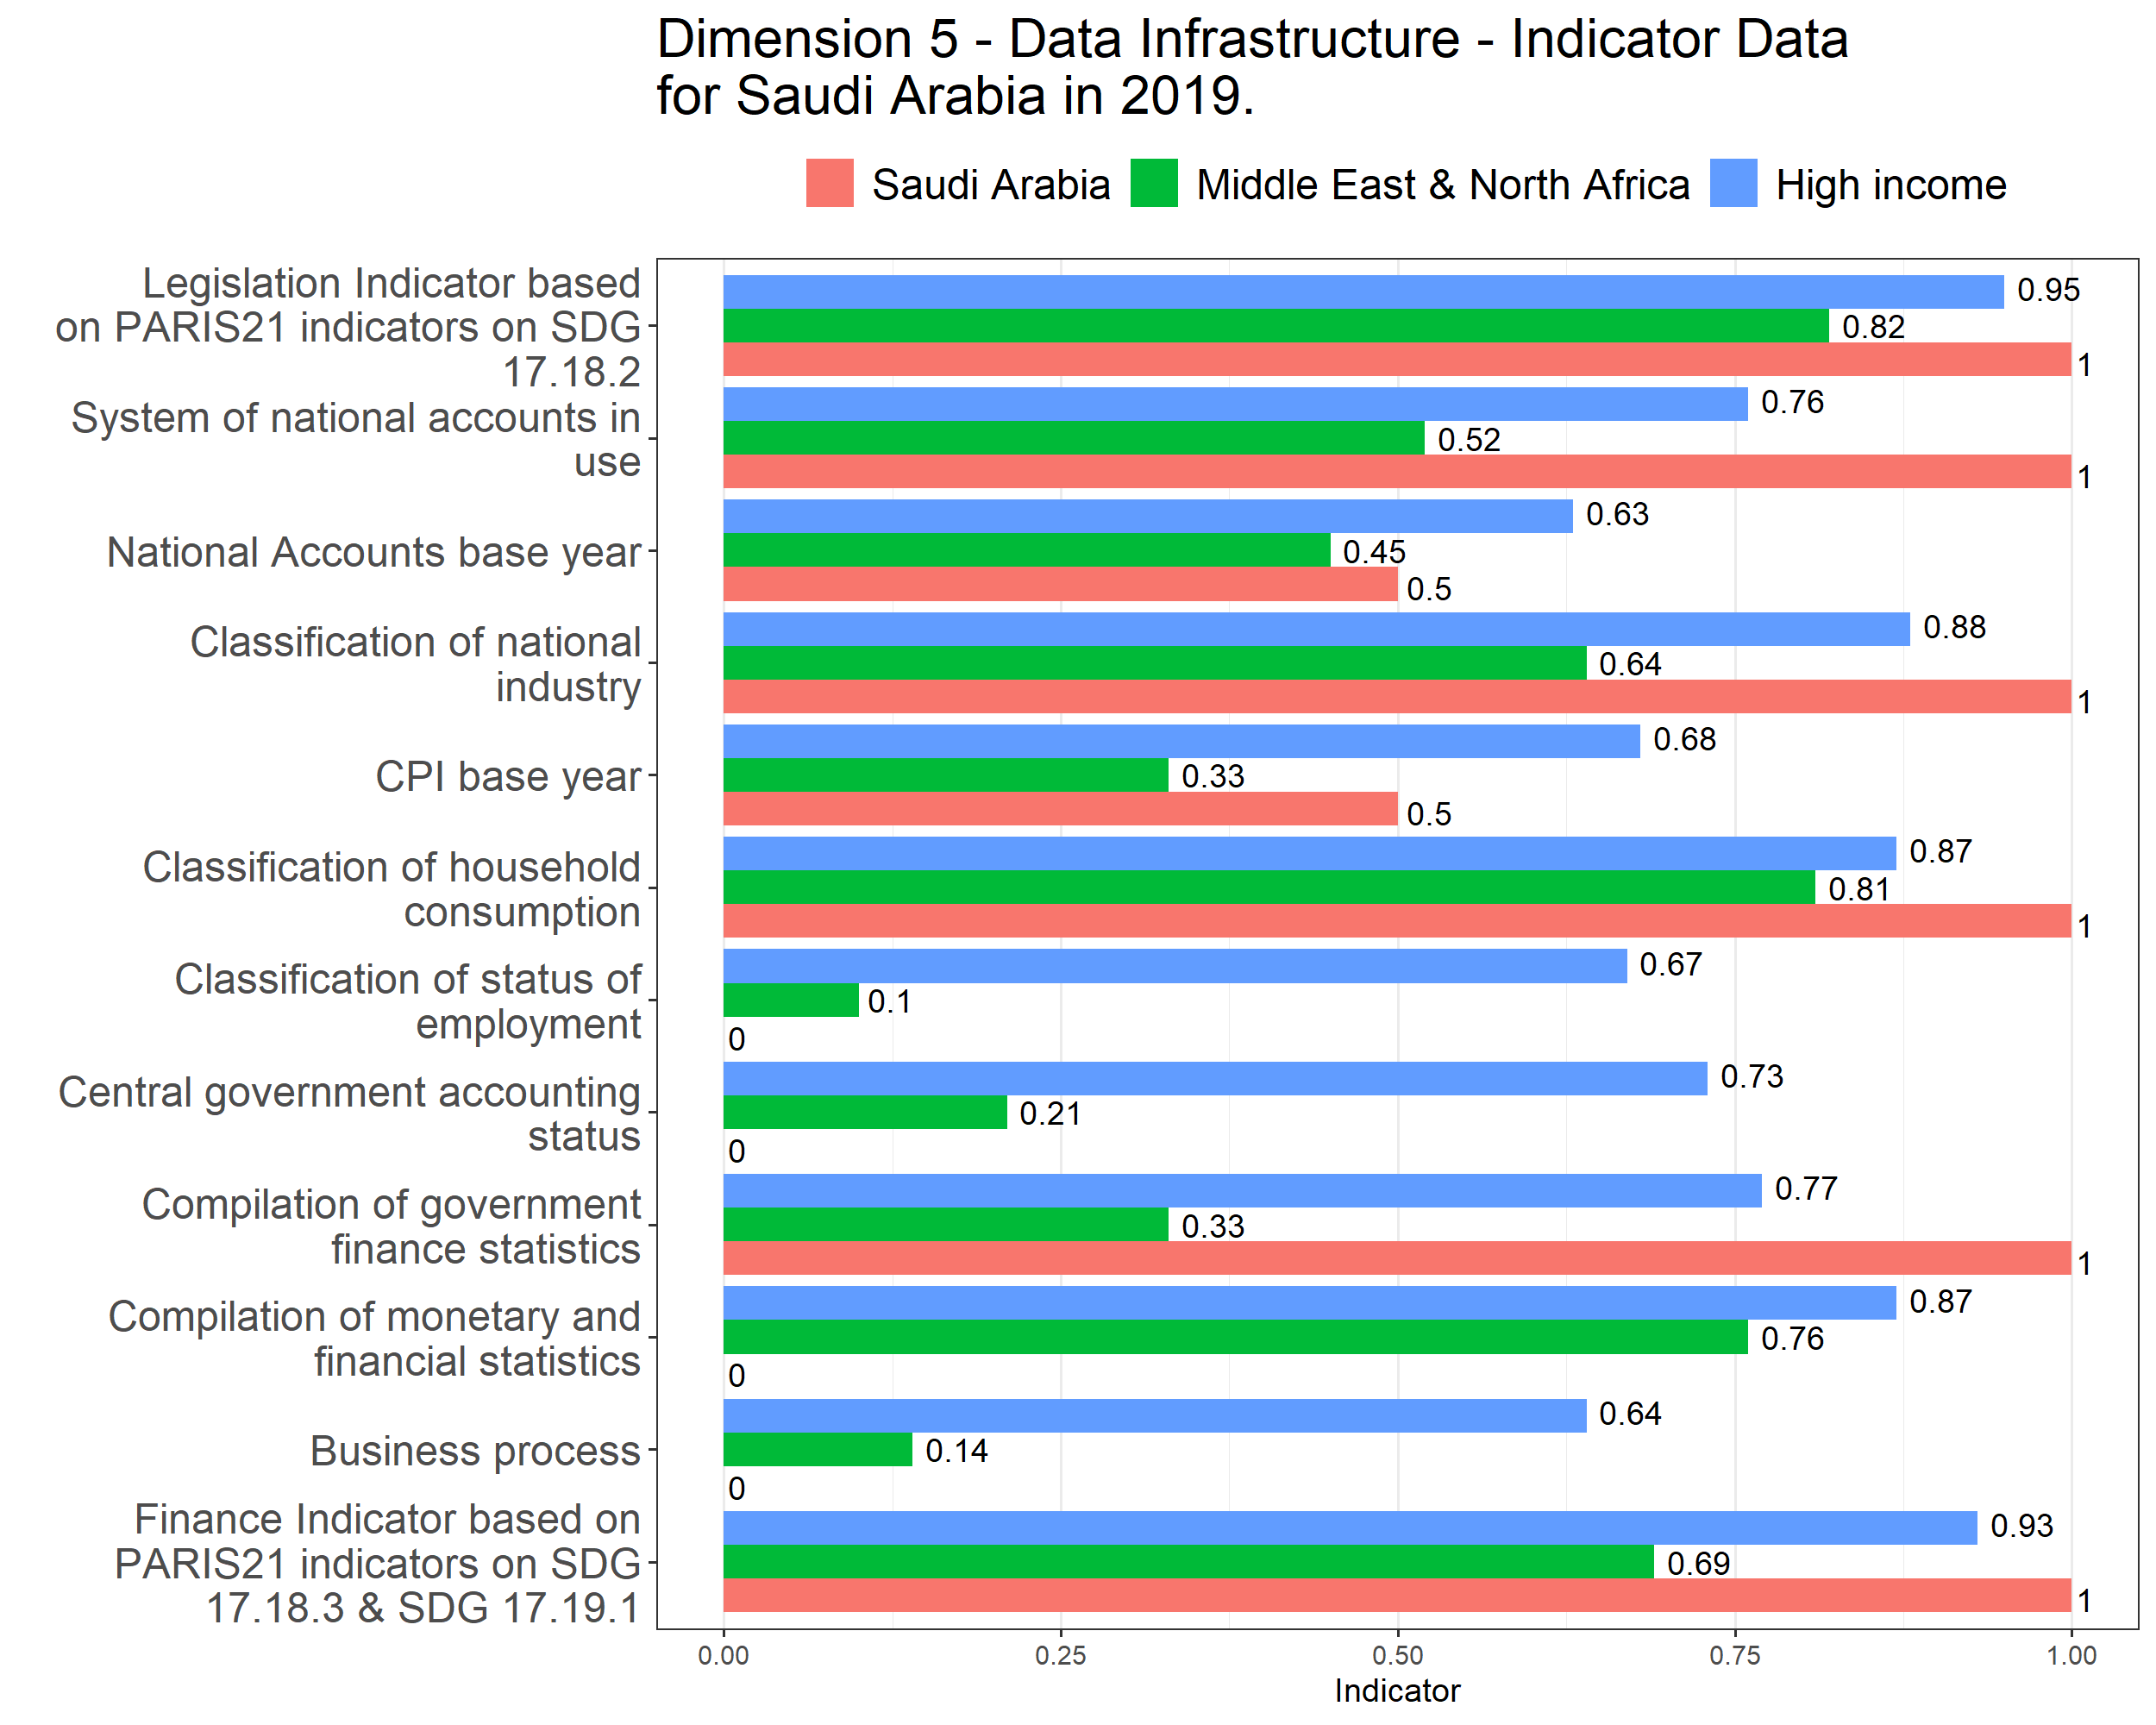 Dimension 5 - Data Infrastructure - Indicator Data
for Saudi Arabia in 2019.
Saudi Arabia
Middle East & North Africa
High income
Legislation Indicator based
on PARIS21 indicators on SDG
17.18.2
0.95
0.82
1
System of national accounts in
use
0.76
0.52
1
National Accounts base year
0.63
0.45
0.5
Classification of national
industry
0.88
0.64
1
CPI base year
0.68
0.33
0.5
Classification of household
consumption
0.87
0.81
1
Classification of status of
employment
0.67
0.1
0
Central government accounting
status
0.73
0.21
0
Compilation of government
finance statistics
0.77
0.33
1
Compilation of monetary and
financial statistics
0.87
0.76
0
Business process
0.64
0.14
0
Finance Indicator based on
PARIS21 indicators on SDG
17.18.3 & SDG 17.19.1
0.93
0.69
1
0.00
0.25
0.50
0.75
1.00
Indicator